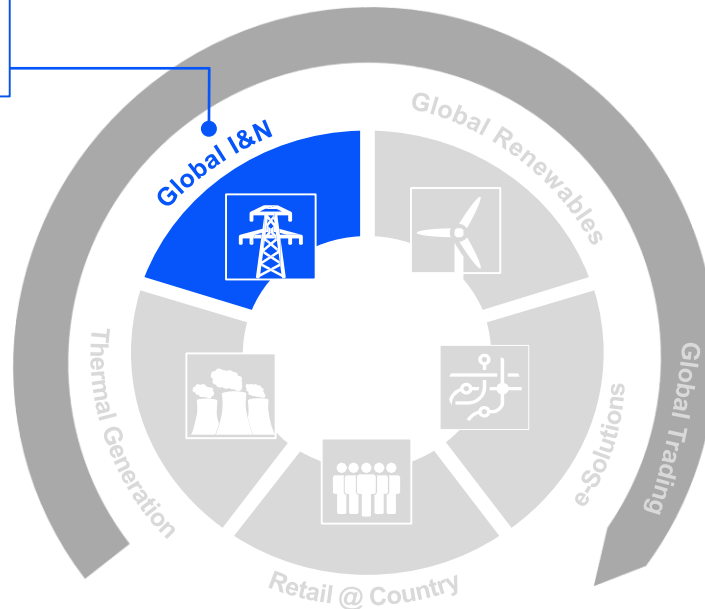 Global I&N
Global Renewables
Thermal Generation
e-Solutions
Global Trading
Retail @ Country